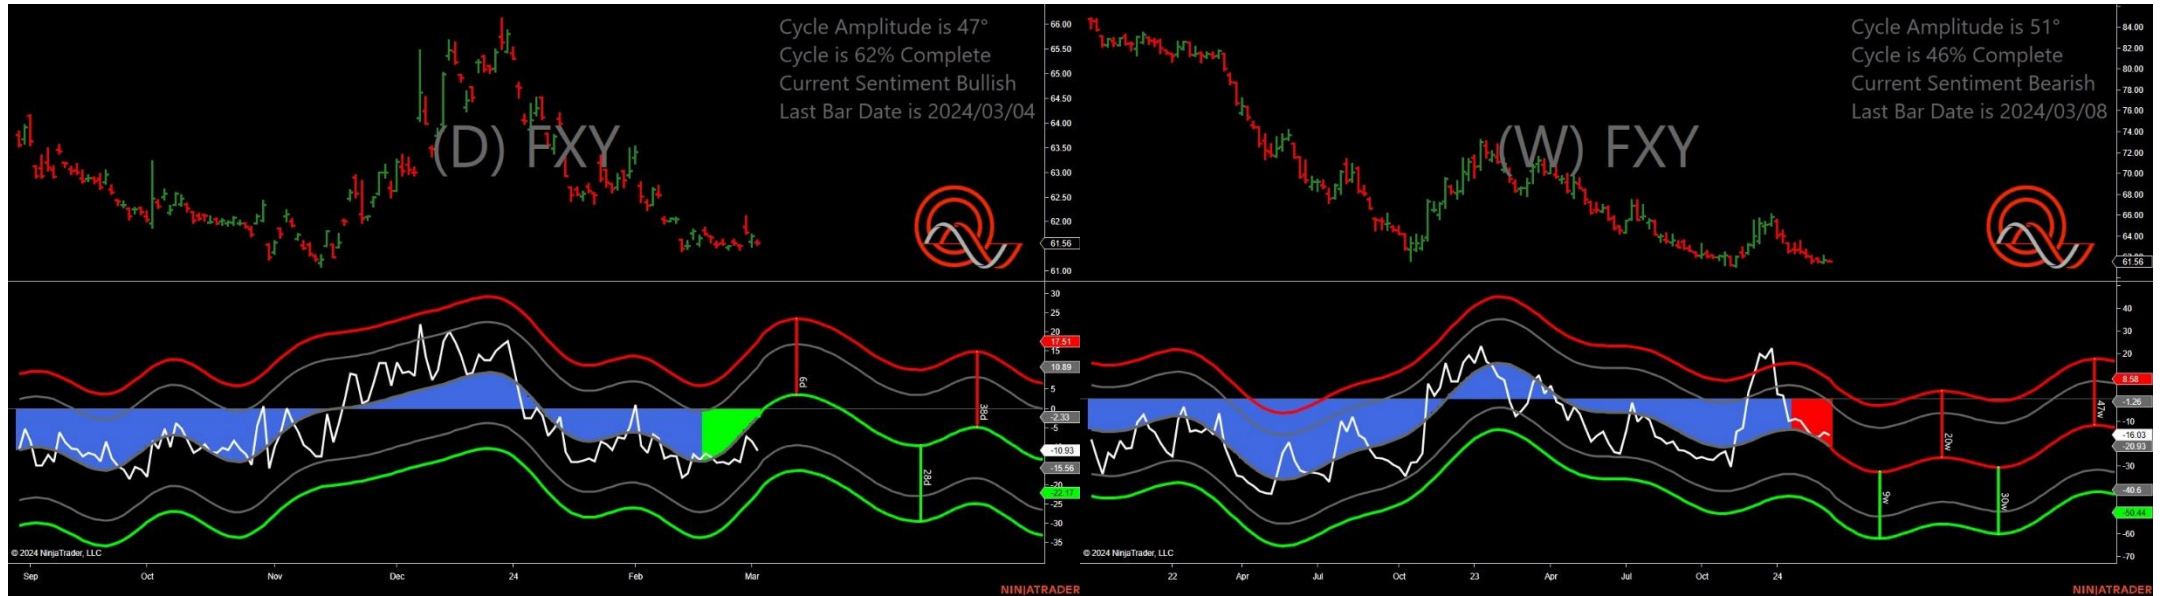 Cycle Amplitude is 47°
Cycle is 62% Complete
Current Sentiment Bullish
Last Bar Date is 2024/03/04
(D) FXY
66.00
65.50
65.00
64.50
64.00
63.50
63.00
62.50
62.00
61.56
61.00
30
25
20
17.51
15
10.89
5
0
-2.33
-5
-10.93
-15.56
-20
-22.17
-25
-30
-35
6d
28d
38d
© 2024 NinjaTrader, LLC
Sep Oct Nov Dec 24 Feb Mar
NINJATRADER
Cycle Amplitude is 51°
Cycle is 46% Complete
Current Sentiment Bearish
Last Bar Date is 2024/03/08
(W) FXY
84.00
82.00
80.00
78.00
76.00
74.00
72.00
70.00
68.00
66.00
64.00
61.56
40
30
20
8.58
-1.26
-10
-16.03
-20.93
-30
-40.6
-50.44
-60
-70
9w
20w
30w
47w
© 2024 NinjaTrader, LLC
22 Apr Jul Oct 23 Apr Jul Oct 24
NINJATRADER